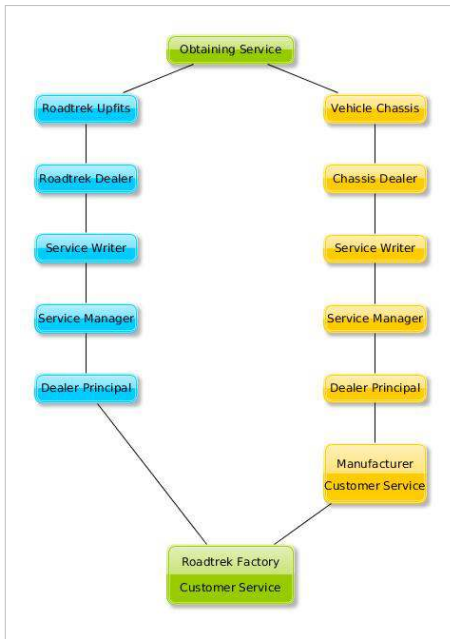 Obtaining Service
Roadtrek Upfits
Vehicle Chassis
Roadtrek Dealer
Chassis Dealer
Service Writer
Service Writer
Service Manager
Service Manager
Dealer Principal
Dealer Principal
Manufacturer
Customer Service
Roadtrek Factory
Customer Service